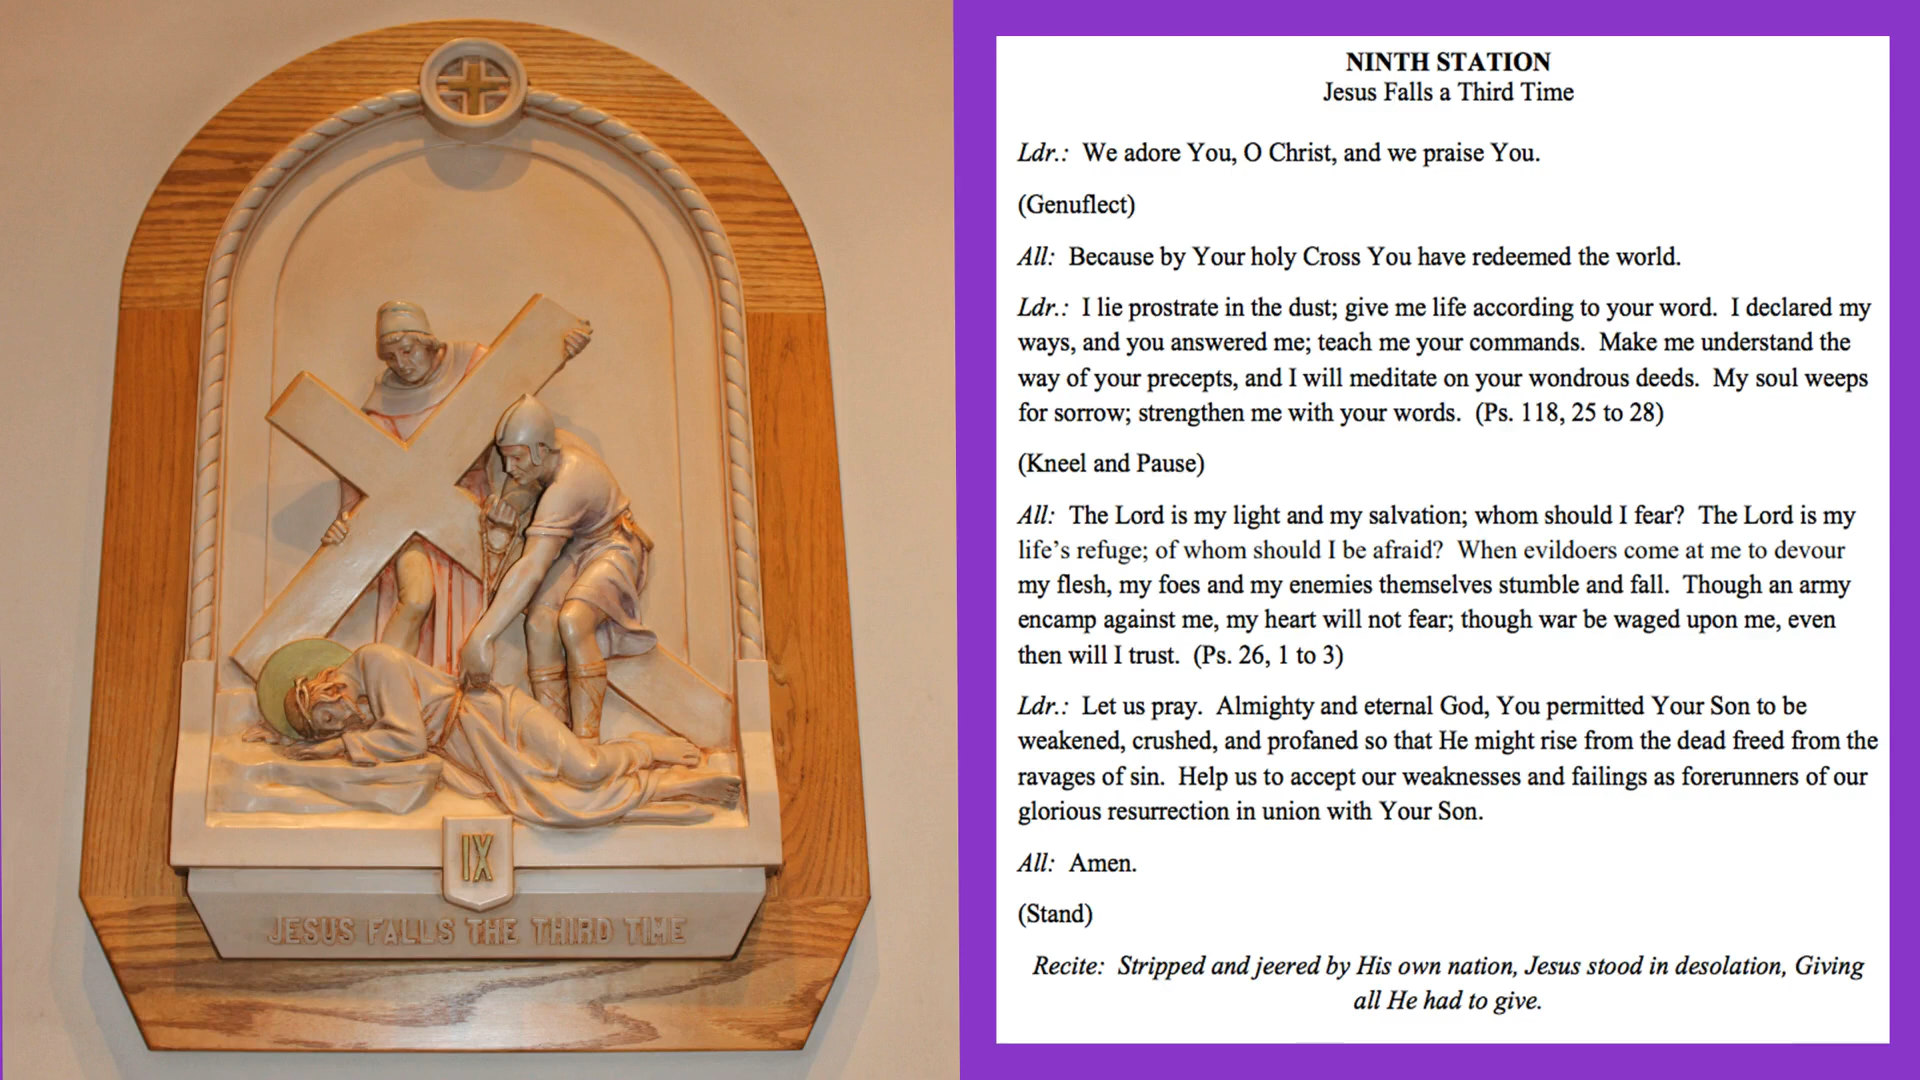 IX
JESUS FALLS THE THIRD TIME
NINTH STATION
Jesus Falls a Third Time
Ldr.: We adore You, O Christ, and we praise You.
(Genuflect)
All: Because by Your holy Cross You have redeemed the world.
Ldr.: I lie prostrate in the dust; give me life according to your word. I declared my
ways, and you answered me; teach me your commands. Make me understand the
way of your precepts, and I will meditate on your wondrous deeds. My soul weeps
for sorrow; strengthen me with your words. (Ps. 118, 25 to 28)
(Kneel and Pause)
All: The Lord is my light and my salvation; whom should I fear? The Lord is my
life’s refuge; of whom should I be afraid? When evildoers come at me to devour
my flesh, my foes and my enemies themselves stumble and fall. Though an army
encamp against me, my heart will not fear; though war be waged upon me, even
then will I trust. (Ps. 26, 1 to 3)
Ldr.: Let us pray. Almighty and eternal God, You permitted Your Son to be
weakened, crushed, and profaned so that He might rise from the dead freed from the
ravages of sin. Help us to accept our weaknesses and failings as forerunners of our
glorious resurrection in union with Your Son.
All: Amen.
(Stand)
Recite: Stripped and jeered by His own nation, Jesus stood in desolation, Giving
all He had to give.